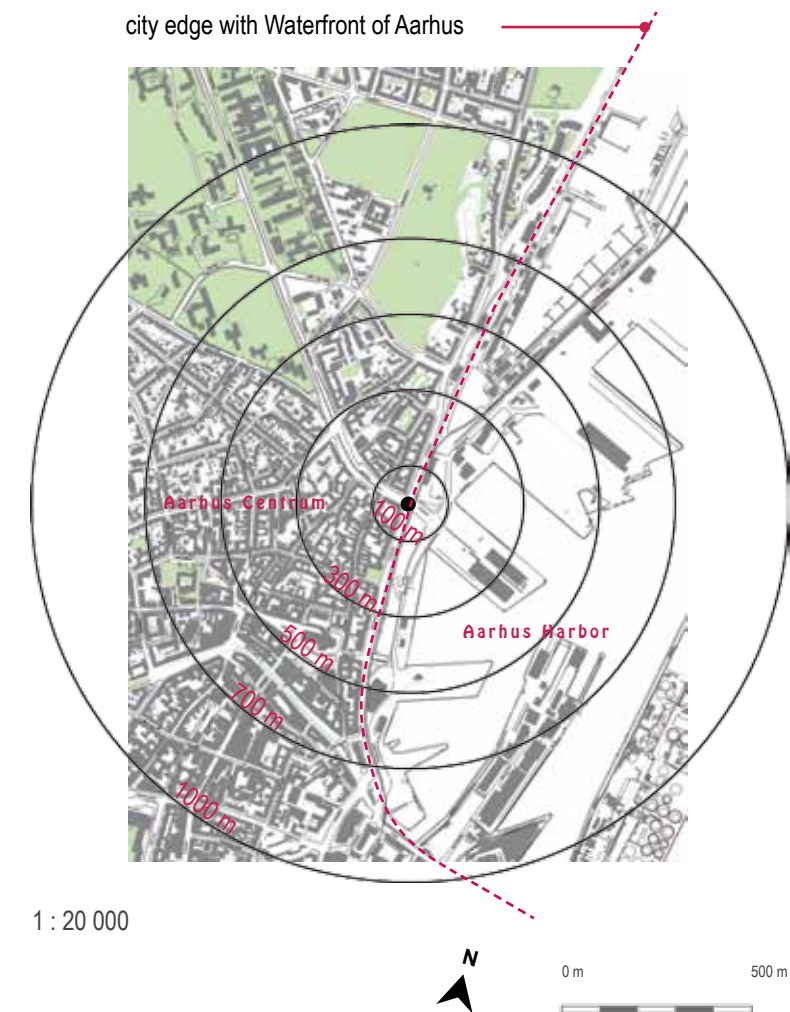 city edge with Waterfront of Aarhus
Aarhus Centrum
100 m
300 m
Aarhus Harbor
500 m
700 m
1000 m
1 : 20 000
N
0 m 500 m